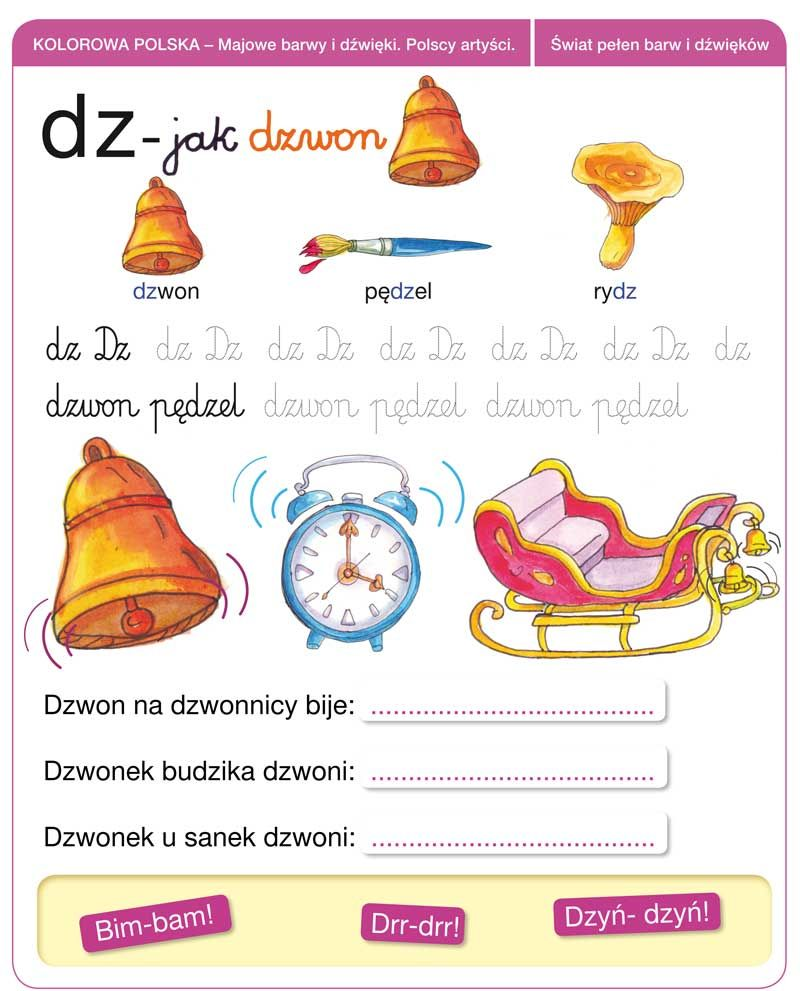 KOLOROWA POLSKA – Majowe barwy i dźwięki. Polscy artyści.
Świat pełen barw i dźwięków
dz - jak dzwon
dzwon pędzel rydz
dz Dz dz Dz dz Dz dz Dz dz Dz dz Dz dz
dzwon pędzel dzwon pędzel dzwon pędzel
Dzwon na dzwonnicy bije: ......................................
Dzwonek budzika dzwoni: ......................................
Dzwonek u sanek dzwoni: ......................................
Bim-bam! Drr-drr! Dzyń- dzyń!